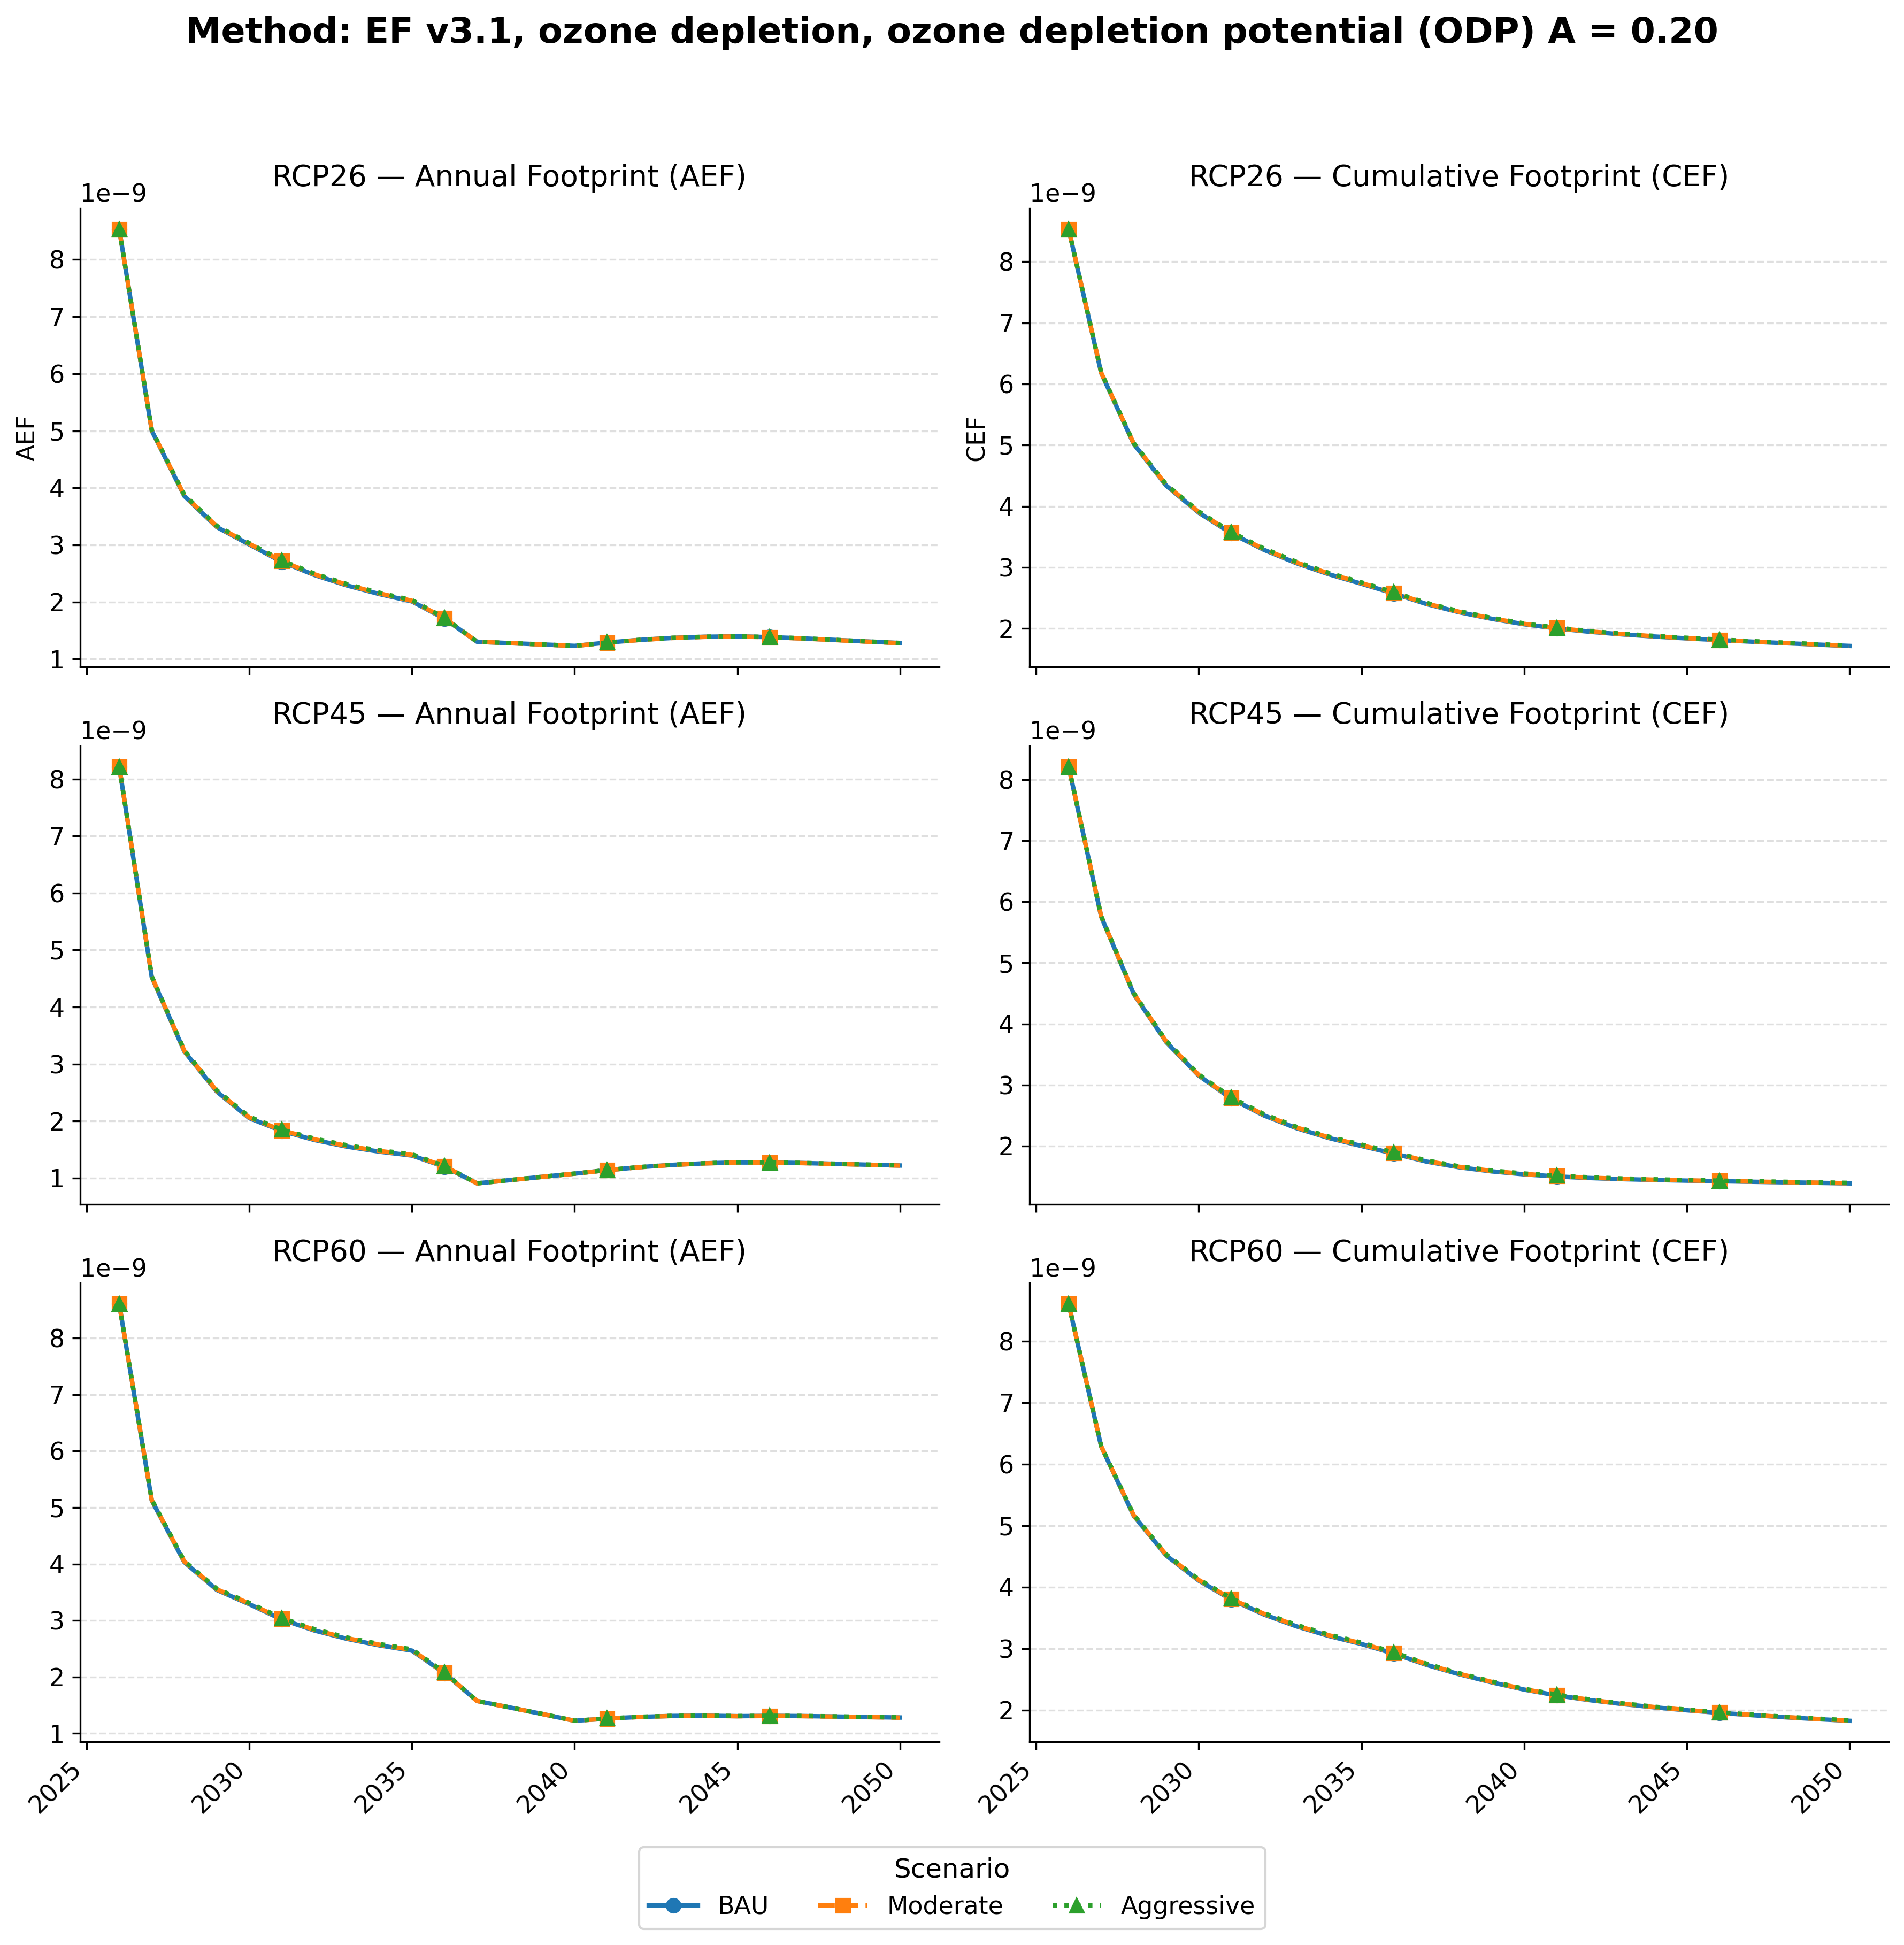 Method: EF v3.1, ozone depletion, ozone depletion potential (ODP) A = 0.20
RCP26 — Annual Footprint (AEF)
1e−9
8
7
6
5
4
3
2
1
AEF
RCP26 — Cumulative Footprint (CEF)
1e−9
8
7
6
5
4
3
2
CEF
RCP45 — Annual Footprint (AEF)
1e−9
8
7
6
5
4
3
2
1
RCP45 — Cumulative Footprint (CEF)
1e−9
8
7
6
5
4
3
2
RCP60 — Annual Footprint (AEF)
1e−9
8
7
6
5
4
3
2
1
2025 2030 2035 2040 2045 2050
RCP60 — Cumulative Footprint (CEF)
1e−9
8
7
6
5
4
3
2
2025 2030 2035 2040 2045 2050
Scenario
BAU Moderate Aggressive